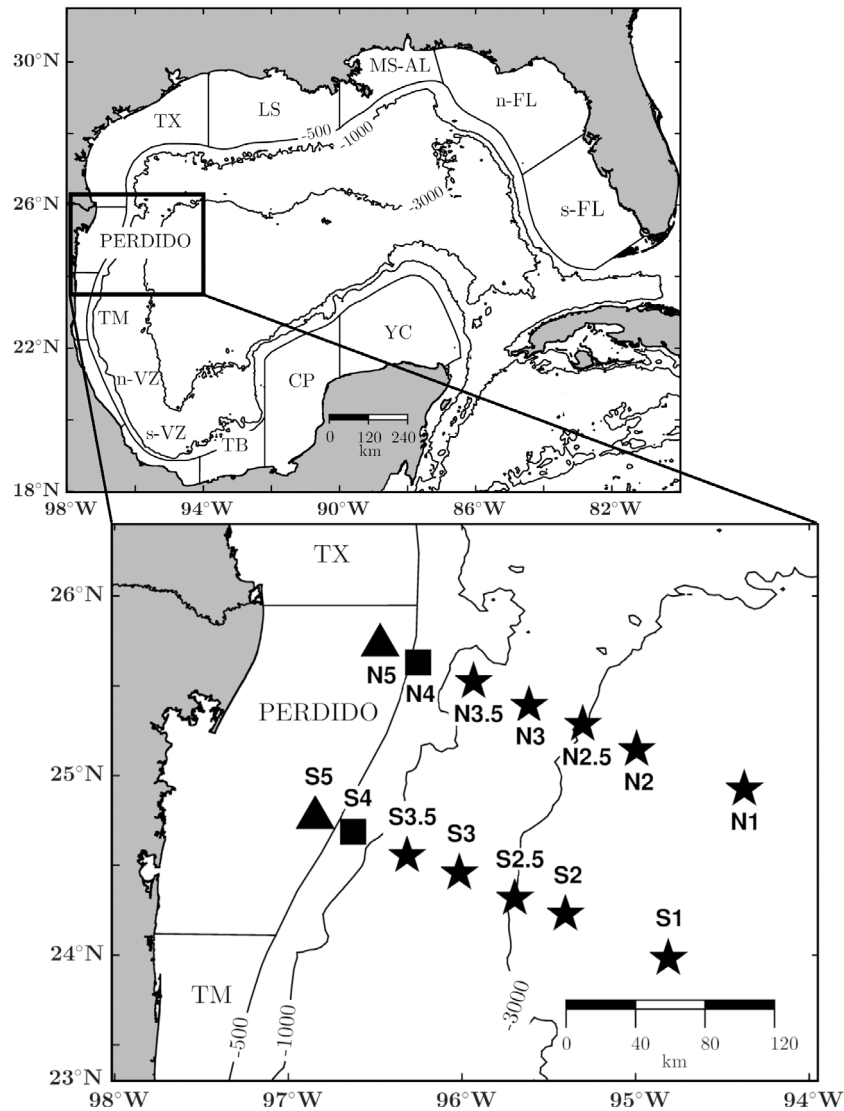 30°N
26°N
22°N
18°N
98°W
94°W
90°W
86°W
82°W
MS-AL
TX
LS
n-FL
-500
-1000
s-FL
-3000
PERDIDO
TM
YC
n-VZ
CP
s-VZ
TB
0 120 240
km
26°N
25°N
24°N
23°N
98°W
97°W
96°W
95°W
94°W
TX
N5
N4
PERDIDO
N3.5
N3
N2.5
N2
N1
S5
S4
S3.5
S3
S2.5
S2
S1
TM
-500
-1000
-3000
0 40 80 120
km